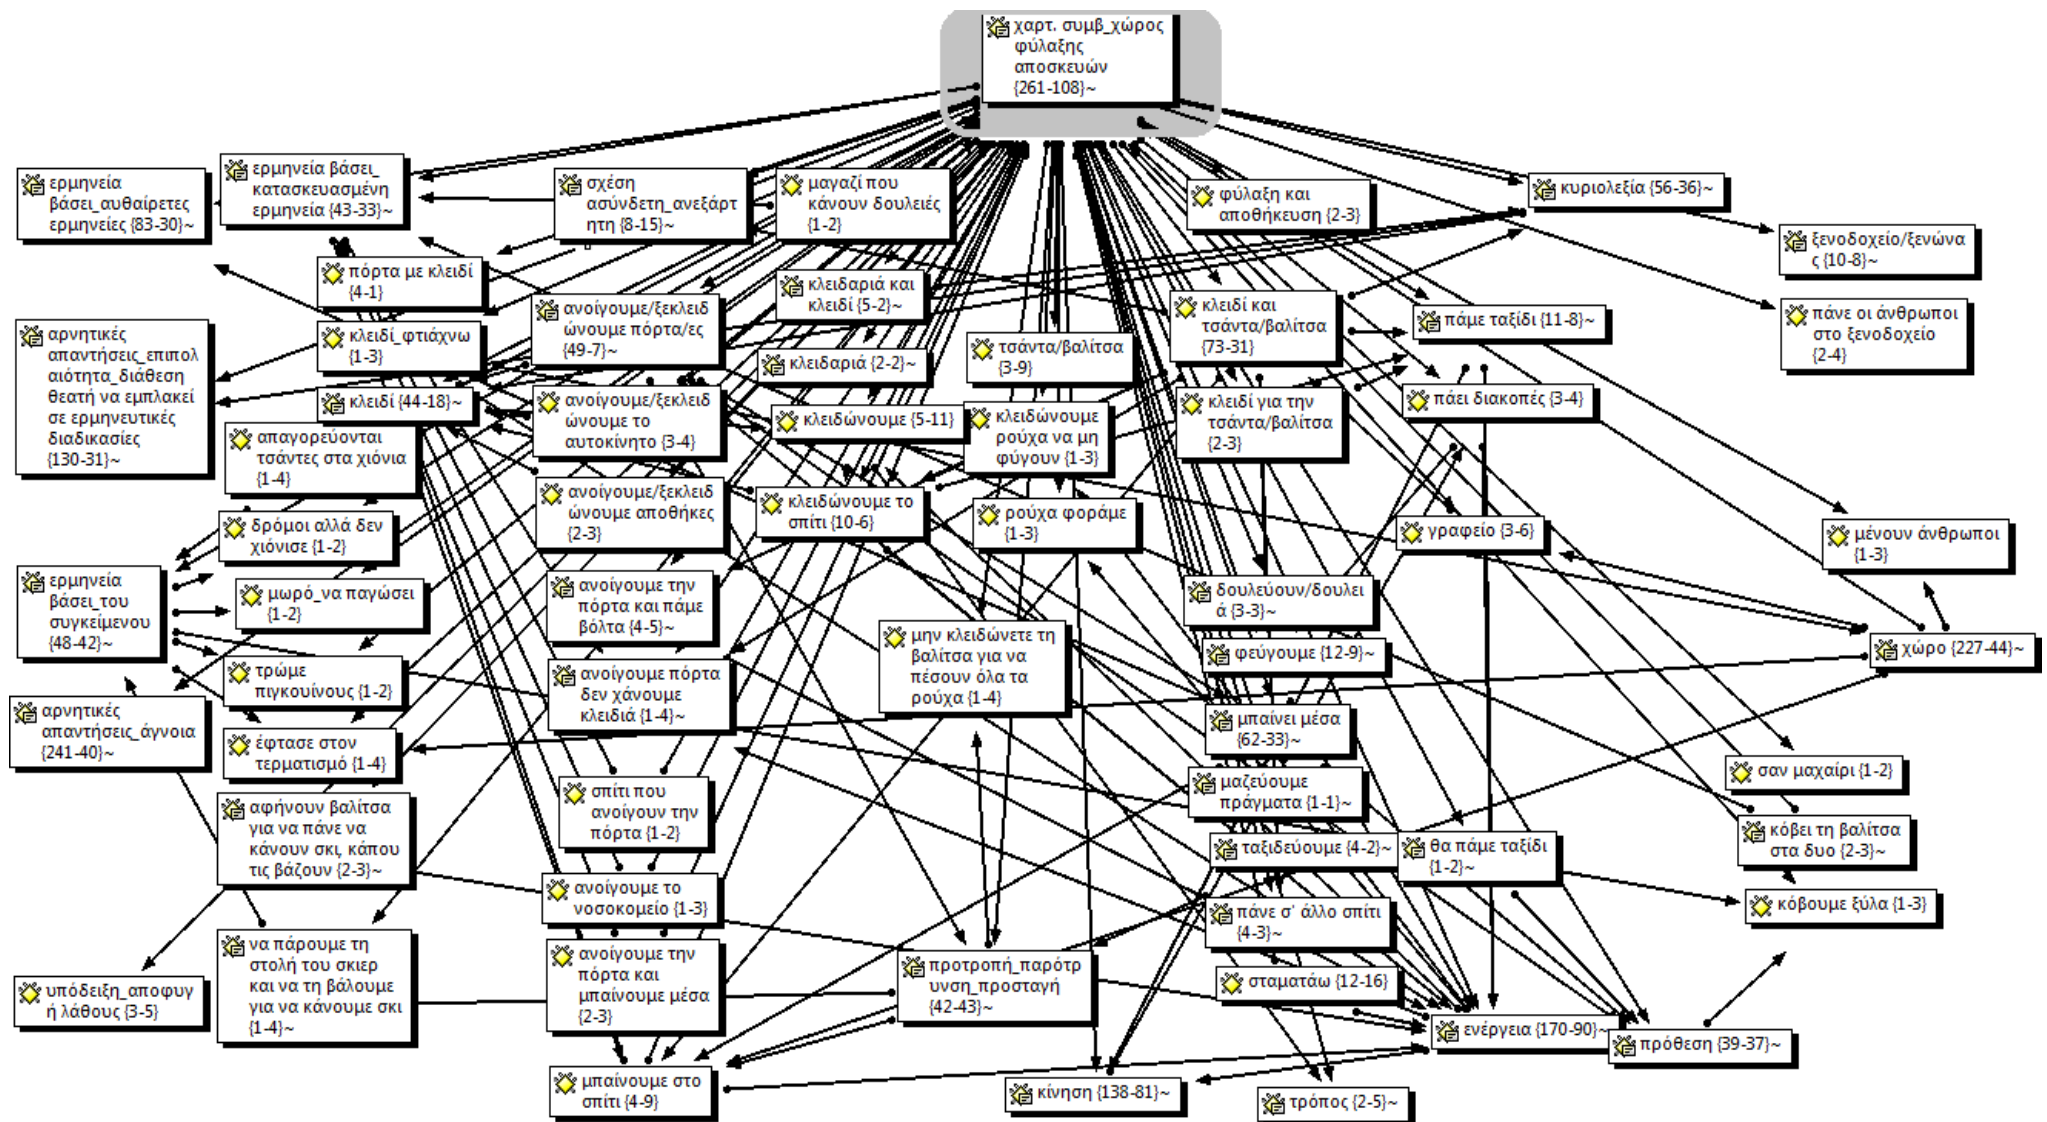 χαρτ. συμβ_χώρος
φύλαξης
αποσκευών
{261-108}~
ερμηνεία
βάσει_αυθαίρετες
ερμηνείες {83-30}~
ερμηνεία βάσει_
κατασκευασμένη
ερμηνεία {43-33}~
σχέση
ασύνδετη_ανεξάρτ
ητη {8-15}~
μαγαζί που
κάνουν δουλειές
{1-2}
φύλαξη και
αποθήκευση {2-3}
κυριολεξία {56-36}~
ξενοδοχείο/ξενώνα
ς {10-8}~
πόρτα με κλειδί
{4-1}
κλειδαριά και
κλειδί {5-2}~
ανοίγουμε/ξεκλειδ
ώνουμε πόρτα/ες
{49-7}~
κλειδί και
τσάντα/βαλίτσα
{73-31}
πάμε ταξίδι {11-8}~
πάνε οι άνθρωποι
στο ξενοδοχείο
{2-4}
αρνητικές
απαντήσεις_επιπολ
αιότητα_διάθεση
θεατή να εμπλακεί
σε ερμηνευτικές
διαδικασίες
{130-31}~
κλειδί_φτιάχνω
{1-3}
κλειδαριά {2-2}~
τσάντα/βαλίτσα
{3-9}
κλειδί {44-18}~
ανοίγουμε/ξεκλειδ
ώνουμε το
αυτοκίνητο {3-4}
κλειδώνουμε {5-11}
κλειδώνουμε
ρούχα να μη
φύγουν {1-3}
κλειδί για την
τσάντα/βαλίτσα
{2-3}
πάει διακοπές {3-4}
απαγορεύονται
τσάντες στα χιόνια
{1-4}
ανοίγουμε/ξεκλειδ
ώνουμε αποθήκες
{2-3}
κλειδώνουμε το
σπίτι {10-6}
ρούχα φοράμε
{1-3}
γραφείο {3-6}
μένουν άνθρωποι
{1-3}
δρόμοι αλλά δεν
χιόνισε {1-2}
ερμηνεία
βάσει_του
συγκείμενου
{48-42}~
μωρό_να παγώσει
{1-2}
ανοίγουμε την
πόρτα και πάμε
βόλτα {4-5}~
δουλεύουν/δουλει
ά {3-3}~
μην κλειδώνετε τη
βαλίτσα για να
πέσουν όλα τα
ρούχα {1-4}
φεύγουμε {12-9}~
χώρο {227-44}~
τρώμε
πιγκουίνους {1-2}
ανοίγουμε πόρτα
δεν χάνουμε
κλειδιά {1-4}~
αρνητικές
απαντήσεις_άγνοια
{241-40}~
έφτασε στον
τερματισμό {1-4}
μπαίνει μέσα
{62-33}~
σαν μαχαίρι {1-2}
αφήνουν βαλίτσα
για να πάνε να
κάνουν σκι, κάπου
τις βάζουν {2-3}~
σπίτι που
ανοίγουν την
πόρτα {1-2}
μαζεύουμε
πράγματα {1-1}~
ταξιδεύουμε {4-2}~
θα πάμε ταξίδι
{1-2}~
κόβει τη βαλίτσα
στα δυο {2-3}~
ανοίγουμε το
νοσοκομείο {1-3}
πάνε σ' άλλο σπίτι
{4-3}~
κόβουμε ξύλα {1-3}
να πάρουμε τη
στολή του σκιερ
και να τη βάλουμε
για να κάνουμε σκι
{1-4}~
ανοίγουμε την
πόρτα και
μπαίνουμε μέσα
{2-3}
προτροπή_παρότρ
υνση_προσταγή
{42-43}~
σταματάω {12-16}
υπόδειξη_αποφυγ
ή λάθους {3-5}
ενέργεια {170-90}~
πρόθεση {39-37}~
μπαίνουμε στο
σπίτι {4-9}
κίνηση {138-81}~
τρόπος {2-5}~